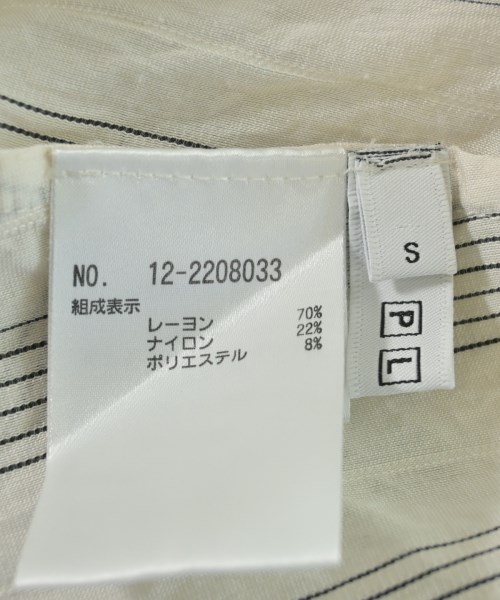 NO. 12-2208033
組成表示
レーヨン 70%
ナイロン 22%
ポリエステル 8%
S
P
L